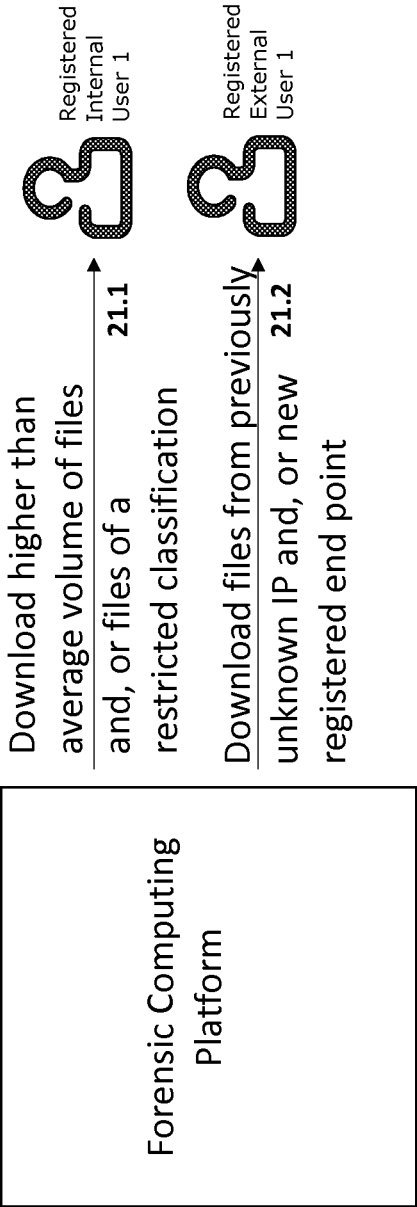 Forensic Computing
Platform
Download higher than
average volume of files
and, or files of a
restricted classification
21.1
Registered
Internal
User 1
Download files from previously
unknown IP and, or new
registered end point
21.2
Registered
External
User 1